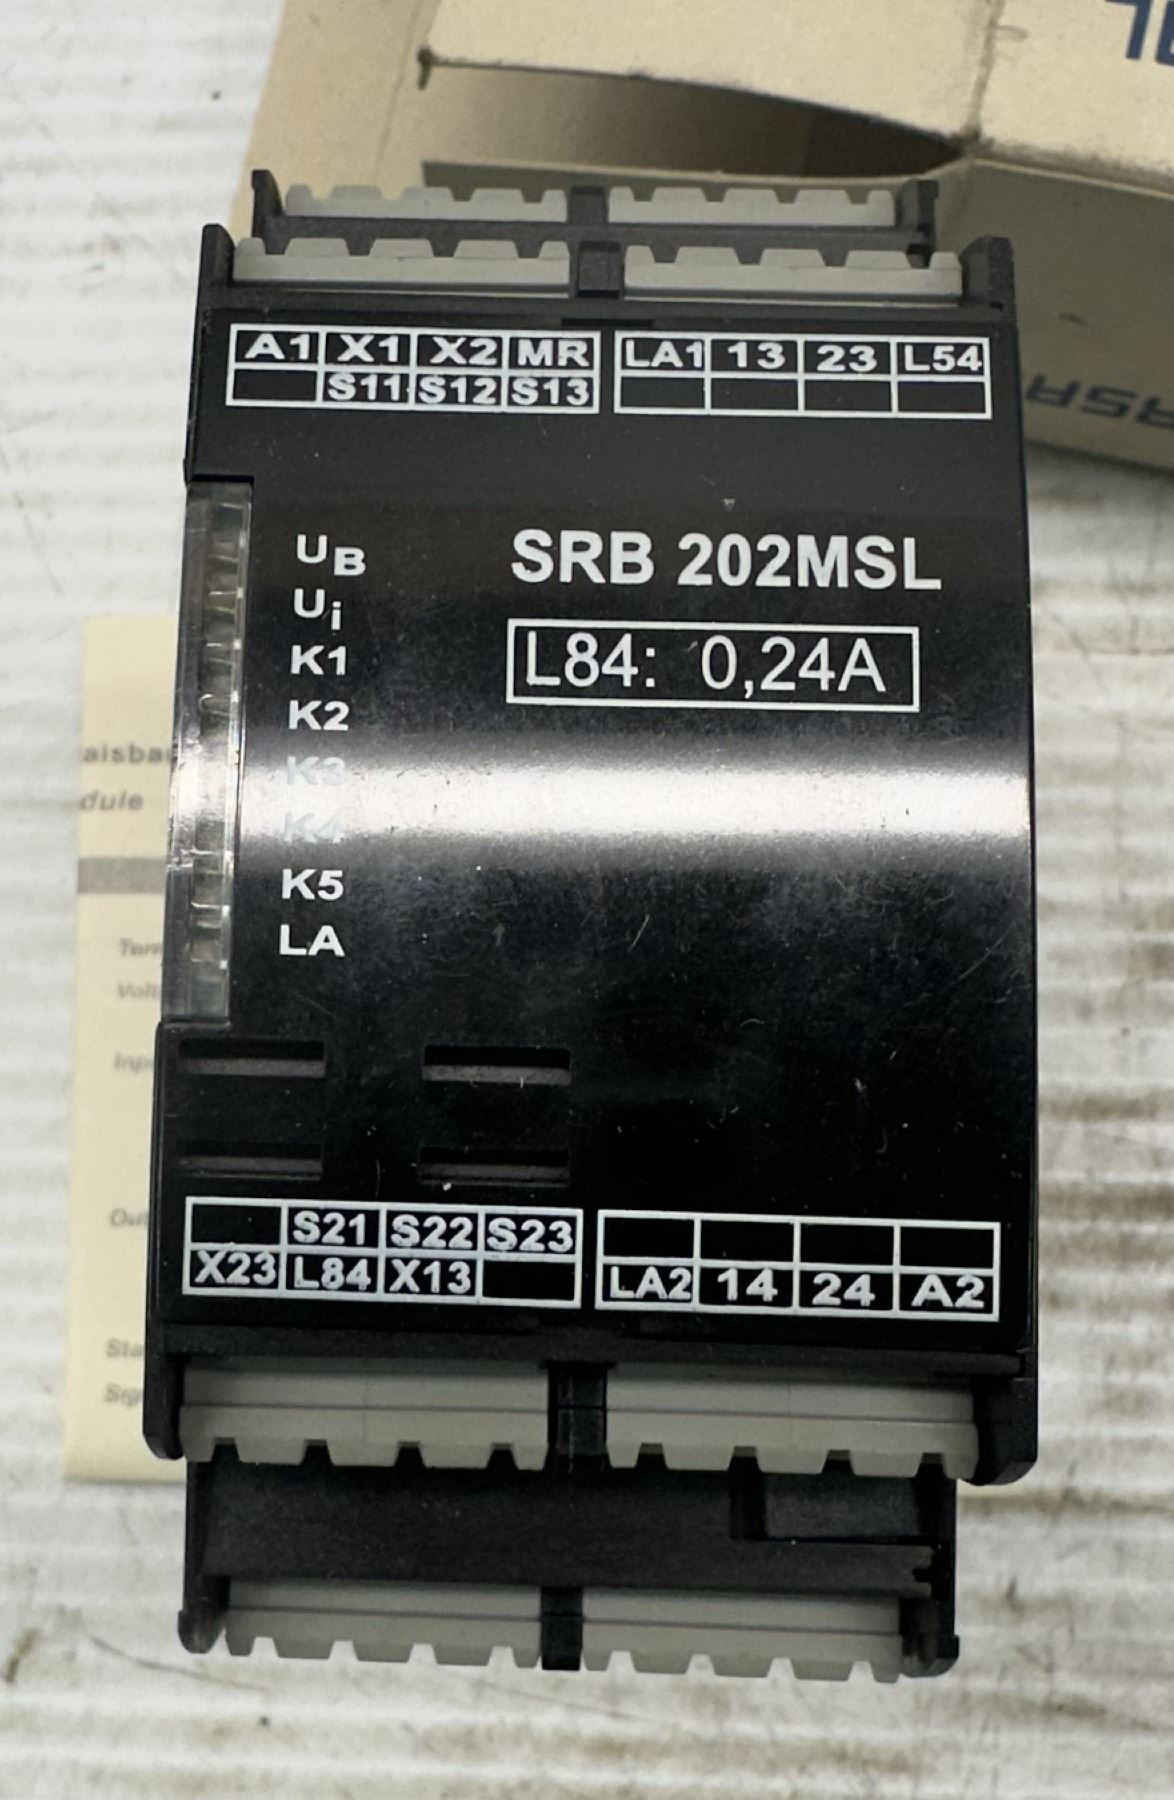 A1 X1 X2 MR LA1 13 23 L54
S11 S12 S13
SRB 202MSL
L84: 0,24A
UB
Ui
K1
K2
K3
K4
K5
LA
S21 S22 S23
X23 L84 X13 LA2 14 24 A2